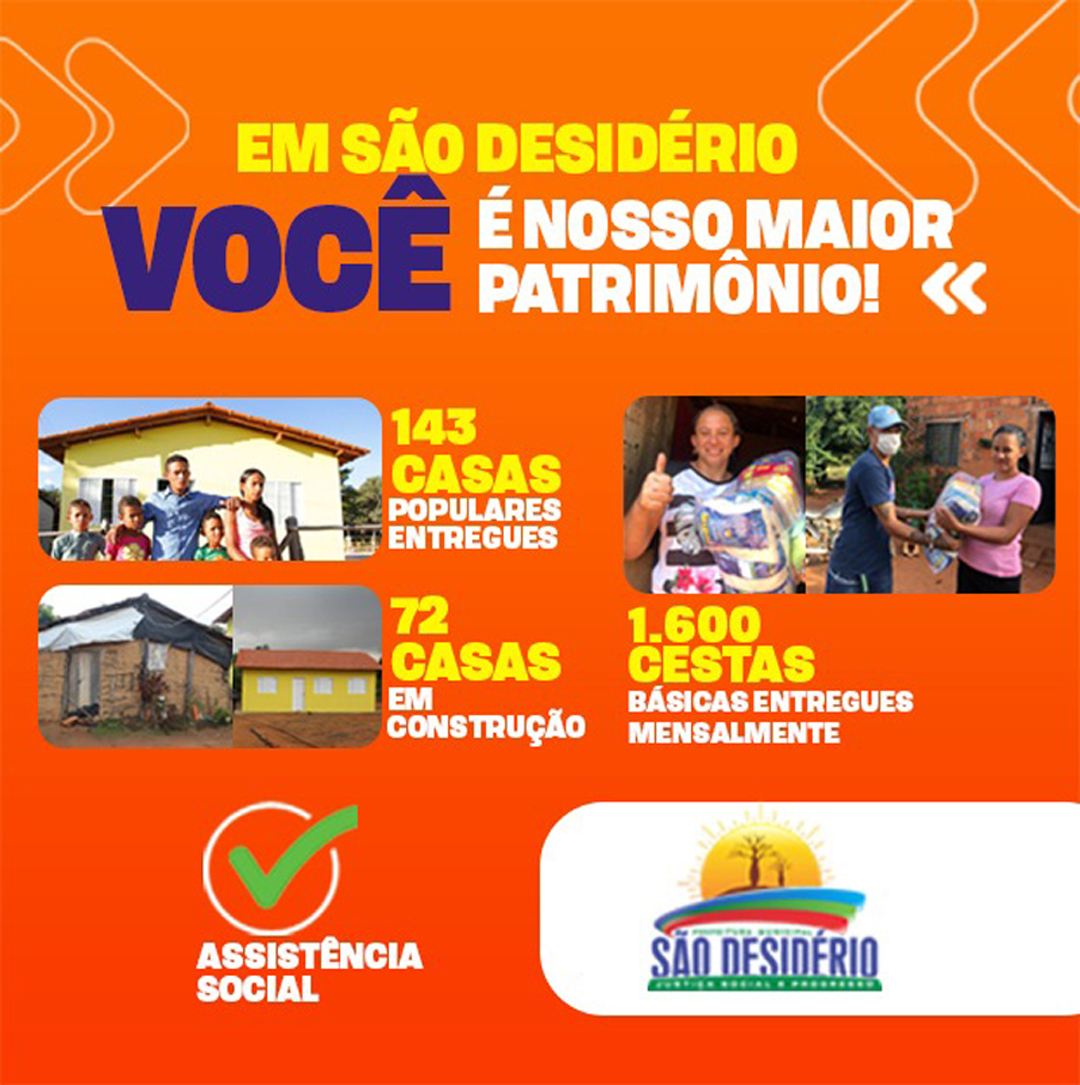 EM SÃO DESIDÉRIO
VOCÊ
É NOSSO MAIOR
PATRIMÔNIO!
143
CASAS
POPULARES
ENTREGUES
72
CASAS
EM
CONSTRUÇÃO
1.600
CESTAS
BÁSICAS ENTREGUES
MENSALMENTE
ASSISTÊNCIA
SOCIAL
PREFEITURA MUNICIPAL
SÃO DESIDÉRIO
JUSTIÇA SOCIAL E PROGRESSO